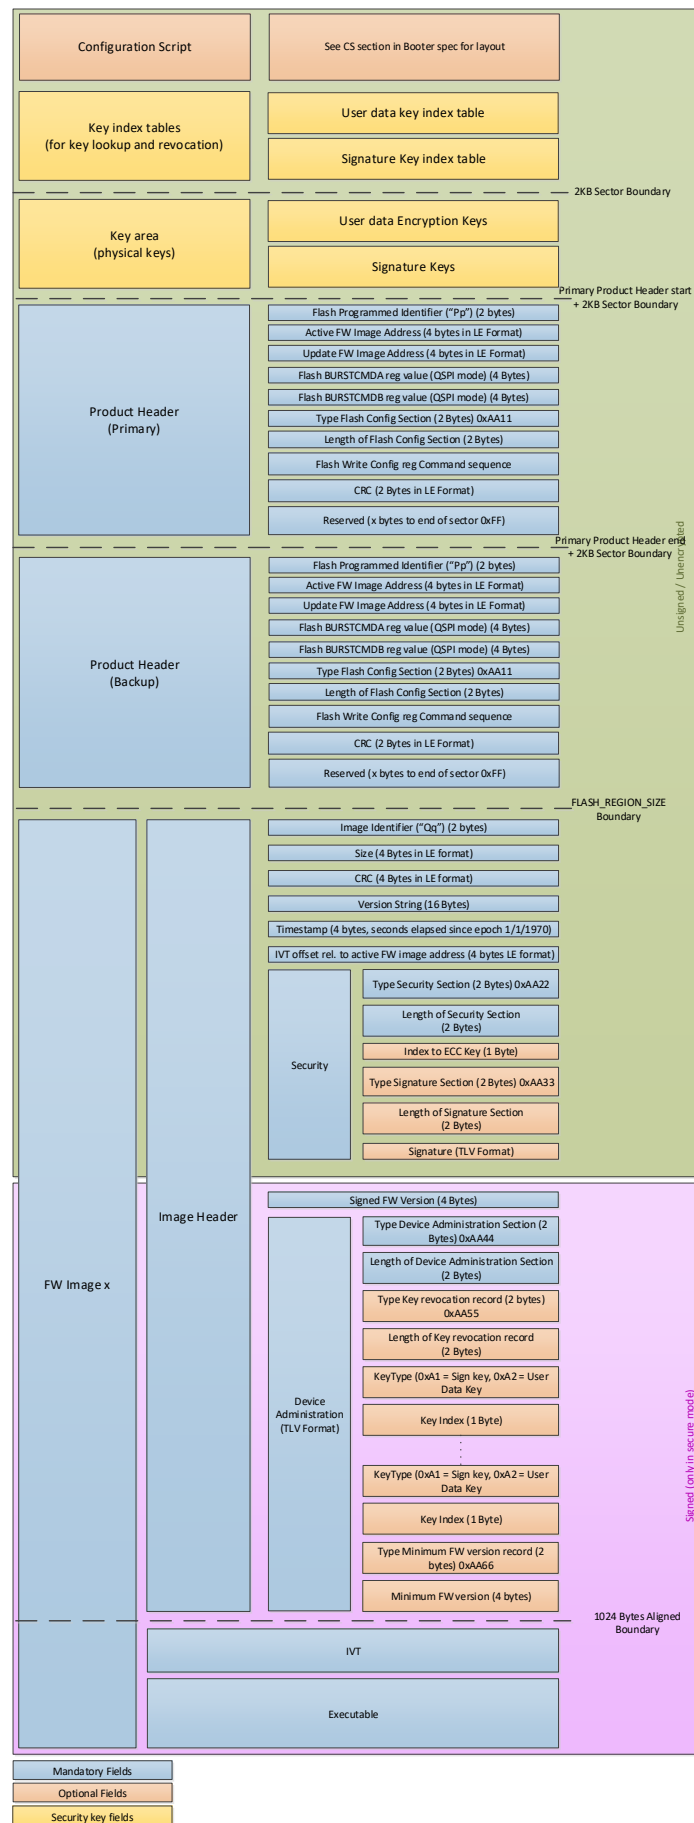 Configuration Script
See CS section in Booter spec for layout
Key index tables
(for key lookup and revocation)
User data key index table
Signature Key index table
2KB Sector Boundary
Key area
(physical keys)
User data Encryption Keys
Signature Keys
Primary Product Header start
+ 2KB Sector Boundary
Product Header
(Primary)
Flash Programmed Identifier (“Pp”) (2 bytes)
Active FW Image Address (4 bytes in LE Format)
Update FW Image Address (4 bytes in LE Format)
Flash BURSTCMDA reg value (QSPI mode) (4 Bytes)
Flash BURSTCMDB reg value (QSPI mode) (4 Bytes)
Type Flash Config Section (2 Bytes) 0xAA11
Length of Flash Config Section (2 Bytes)
Flash Write Config reg Command sequence
CRC (2 Bytes in LE Format)
Reserved (x bytes to end of sector 0xFF)
Primary Product Header end
+ 2KB Sector Boundary
Unsigned / Unencrypted
Product Header
(Backup)
Flash Programmed Identifier (“Pp”) (2 bytes)
Active FW Image Address (4 bytes in LE Format)
Update FW Image Address (4 bytes in LE Format)
Flash BURSTCMDA reg value (QSPI mode) (4 Bytes)
Flash BURSTCMDB reg value (QSPI mode) (4 Bytes)
Type Flash Config Section (2 Bytes) 0xAA11
Length of Flash Config Section (2 Bytes)
Flash Write Config reg Command sequence
CRC (2 Bytes in LE Format)
Reserved (x bytes to end of sector 0xFF)
FLASH_REGION_SIZE
Boundary
FW Image x
Image Header
Image Identifier (“Qq”) (2 bytes)
Size (4 Bytes in LE format)
CRC (4 Bytes in LE format)
Version String (16 Bytes)
Timestamp (4 bytes, seconds elapsed since epoch 1/1/1970)
IVT offset rel. to active FW image address (4 bytes LE format)
Security
Type Security Section (2 Bytes) 0xAA22
Length of Security Section
(2 Bytes)
Index to ECC Key (1 Byte)
Type Signature Section (2 Bytes) 0xAA33
Length of Signature Section
(2 Bytes)
Signature (TLV Format)
Signed FW Version (4 Bytes)
Device
Administration
(TLV Format)
Type Device Administration Section (2
Bytes) 0xAA44
Length of Device Administration Section
(2 Bytes)
Type Key revocation record (2 bytes)
0xAA55
Length of Key revocation record
(2 Bytes)
KeyType (0xA1 = Sign key, 0xA2 = User
Data Key
Key Index (1 Byte)
KeyType (0xA1 = Sign key, 0xA2 = User
Data Key
Key Index (1 Byte)
Type Minimum FW version record (2
bytes) 0xAA66
Minimum FW version (4 bytes)
Signed (only in secure mode)
1024 Bytes Aligned
Boundary
IVT
Executable
Mandatory Fields
Optional Fields
Security key fields